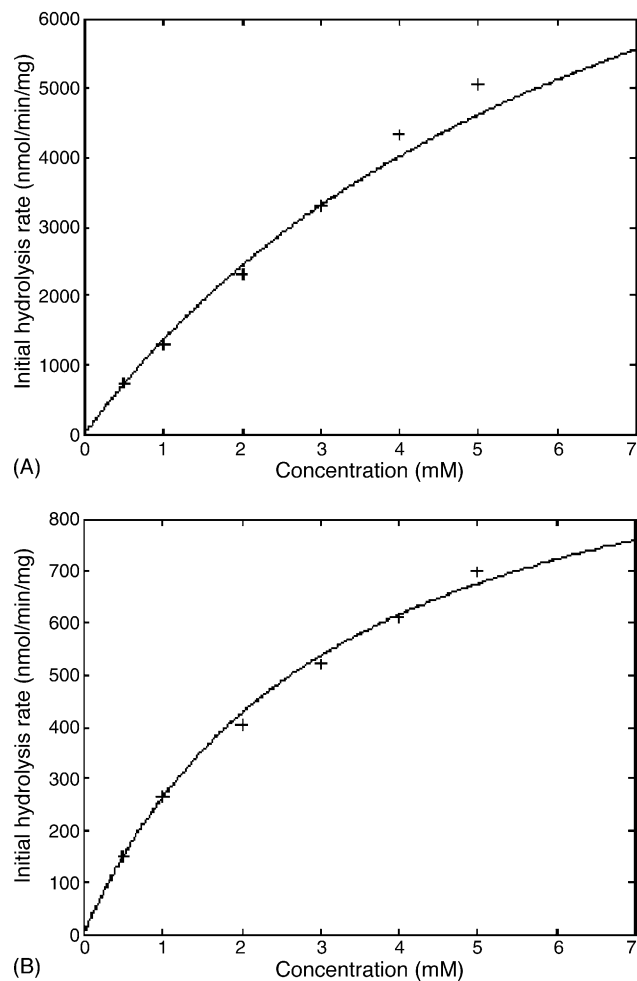 6000
5000
4000
3000
2000
1000
0
Initial hydrolysis rate (nmol/min/mg)
0 1 2 3 4 5 6 7
Concentration (mM)
(A)
800
700
600
500
400
300
200
100
0
Initial hydrolysis rate (nmol/min/mg)
0 1 2 3 4 5 6 7
Concentration (mM)
(B)